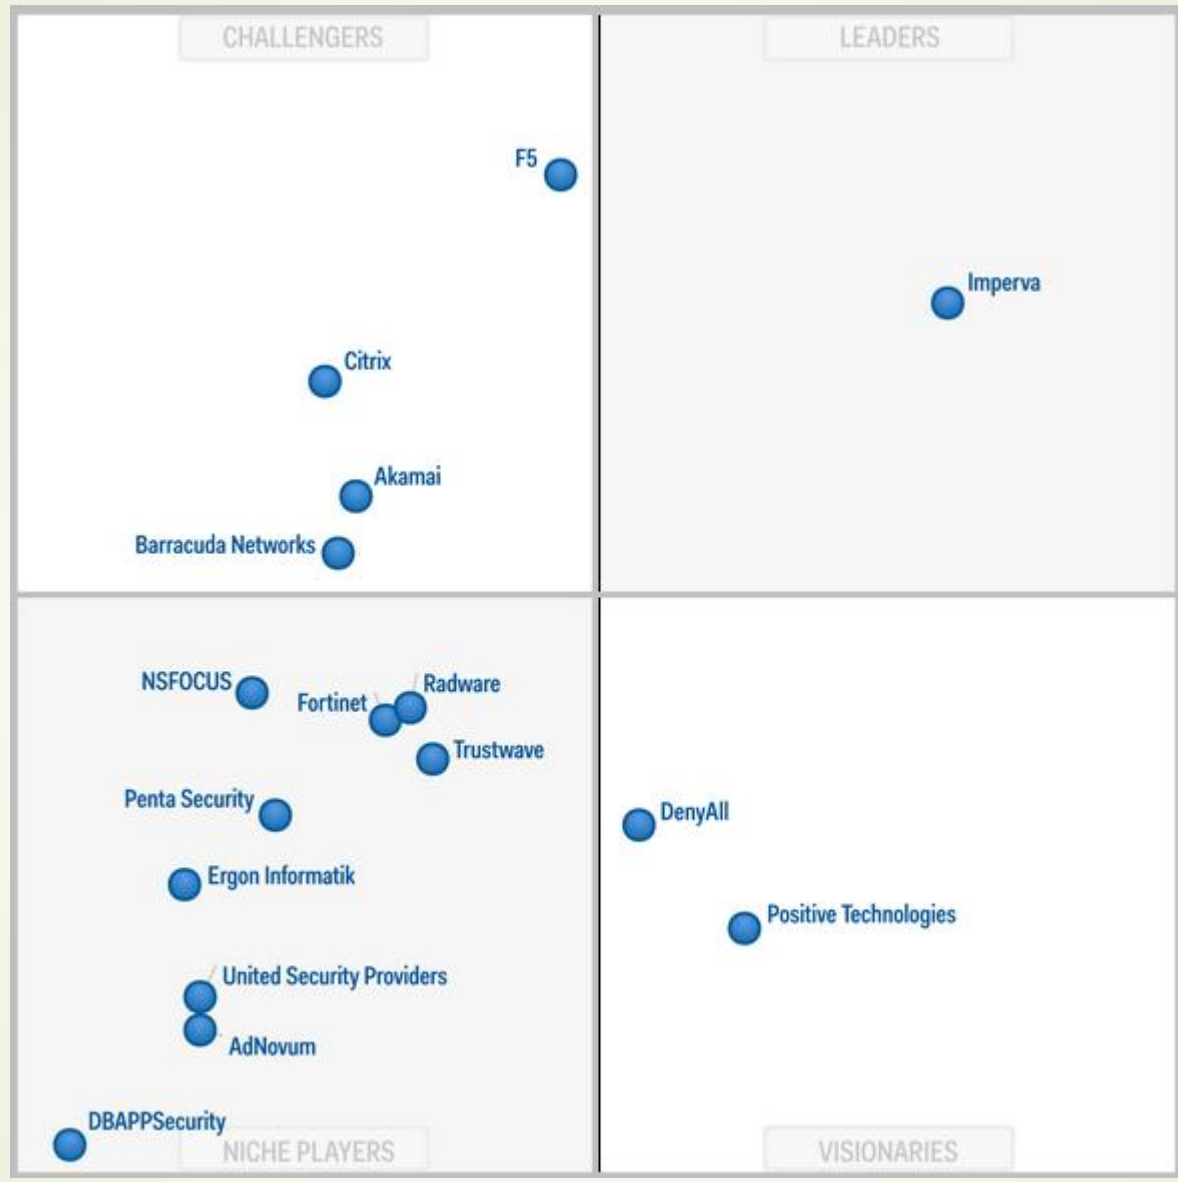 CHALLENGERS
LEADERS
F5
Imperva
Citrix
Akamai
Barracuda Networks
NSFOCUS
Radware
Fortinet
Trustwave
Penta Security
DenyAll
Ergon Informatik
Positive Technologies
United Security Providers
AdNovum
DBAPPSecurity
NICHE PLAYERS
VISIONARIES